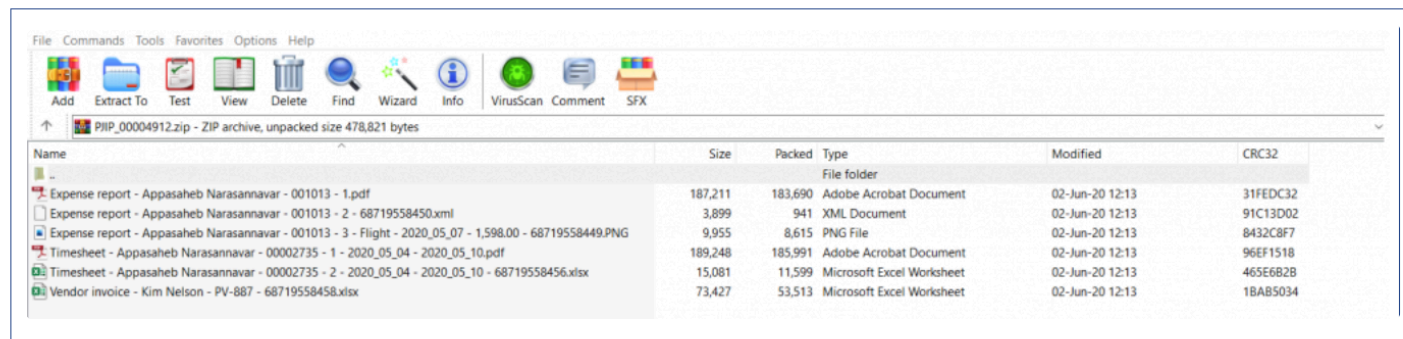 File Commands Tools Favorites Options Help
Add Extract To Test View Delete Find Wizard Info VirusScan Comment SFX
PJIP_00004912.zip - ZIP archive, unpacked size 478,821 bytes
Name Size Packed Type Modified CRC32
.. File folder
Expense report - Appasaheb Narasannavar - 001013 - 1.pdf 187,211 183,690 Adobe Acrobat Document 02-Jun-20 12:13 31FEDC32
Expense report - Appasaheb Narasannavar - 001013 - 2 - 68719558450.xml 3,899 941 XML Document 02-Jun-20 12:13 91C13D02
Expense report - Appasaheb Narasannavar - 001013 - 3 - Flight - 2020_05_07 - 1,598.00 - 68719558449.PNG 9,955 8,615 PNG File 02-Jun-20 12:13 8432C8F7
Timesheet - Appasaheb Narasannavar - 00002735 - 1 - 2020_05_04 - 2020_05_10.pdf 189,248 185,991 Adobe Acrobat Document 02-Jun-20 12:13 96EF1518
Timesheet - Appasaheb Narasannavar - 00002735 - 2 - 2020_05_04 - 2020_05_10 - 68719558456.xlsx 15,081 11,599 Microsoft Excel Worksheet 02-Jun-20 12:13 465E6B2B
Vendor invoice - Kim Nelson - PV-887 - 68719558458.xlsx 73,427 53,513 Microsoft Excel Worksheet 02-Jun-20 12:13 1BAB5034